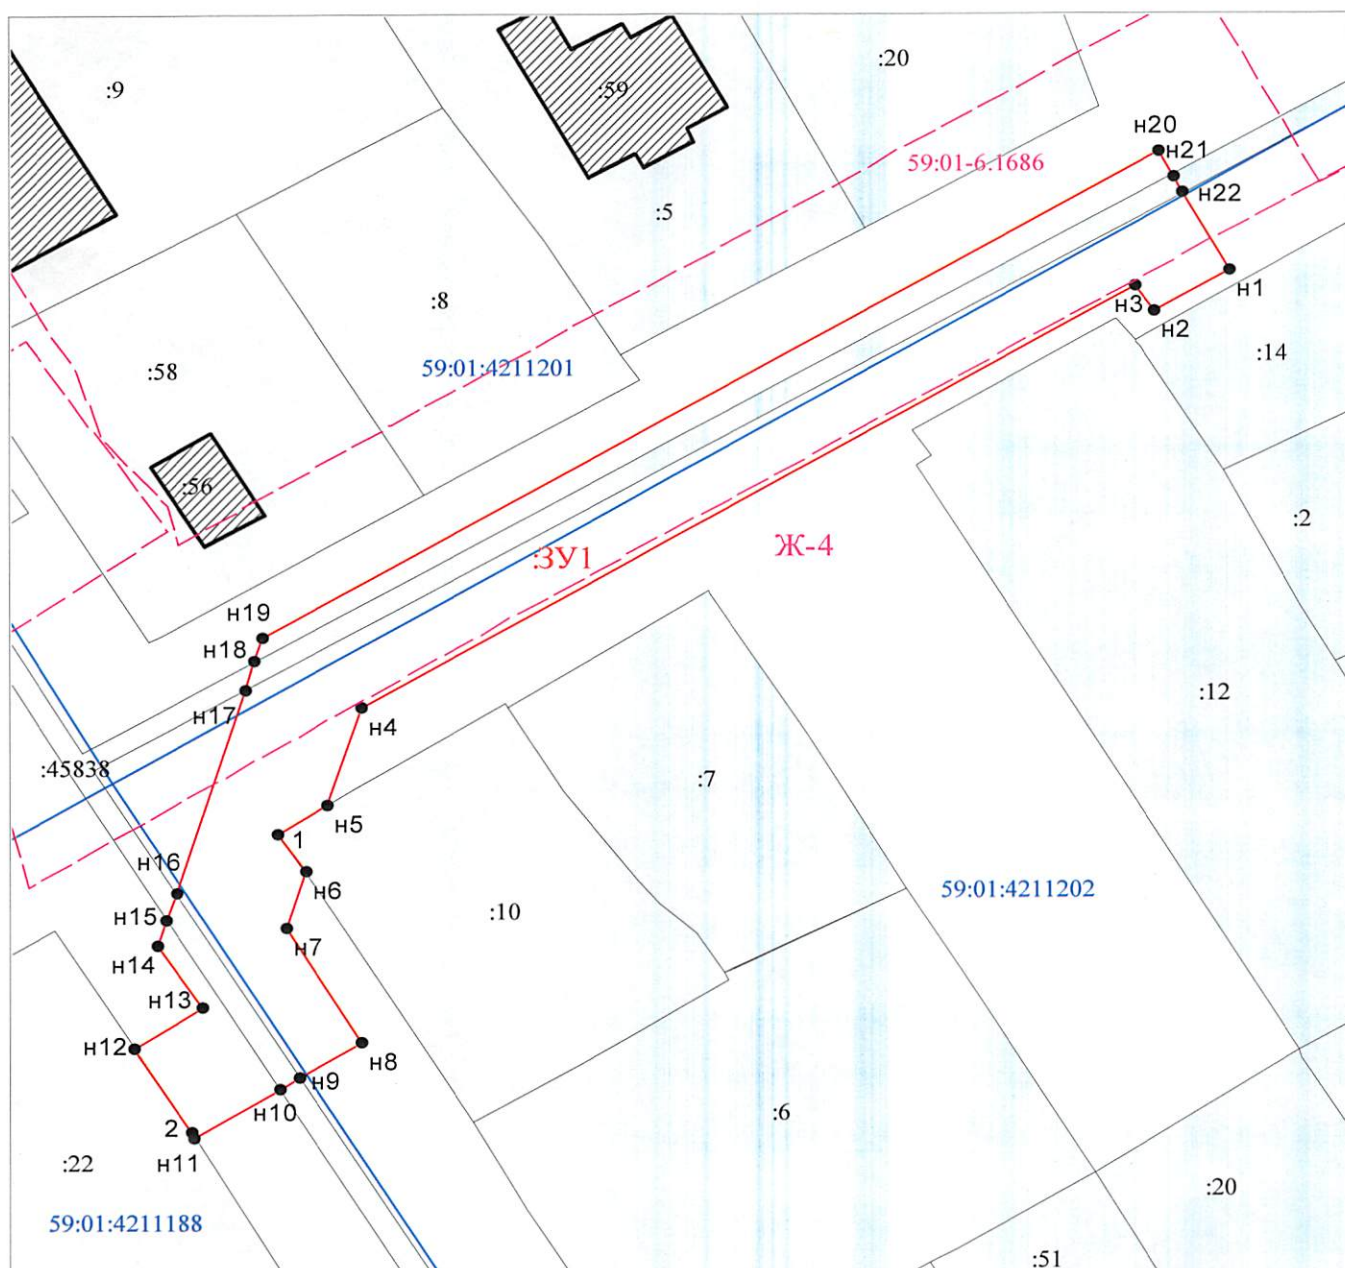 :9
:59
:20
н20
н21
59:01-6.1686
н22
:5
н1
:8
н3
н2
:14
:58
59:01:4211201
:56
:2
:ЗУ1
Ж-4
н19
н18
:12
н17
н4
:45838
:7
н5
1
н16
н6
59:01:4211202
н15
:10
н7
н14
н13
н12
н8
н9
н10
:6
2
н11
:22
:20
59:01:4211188
:51